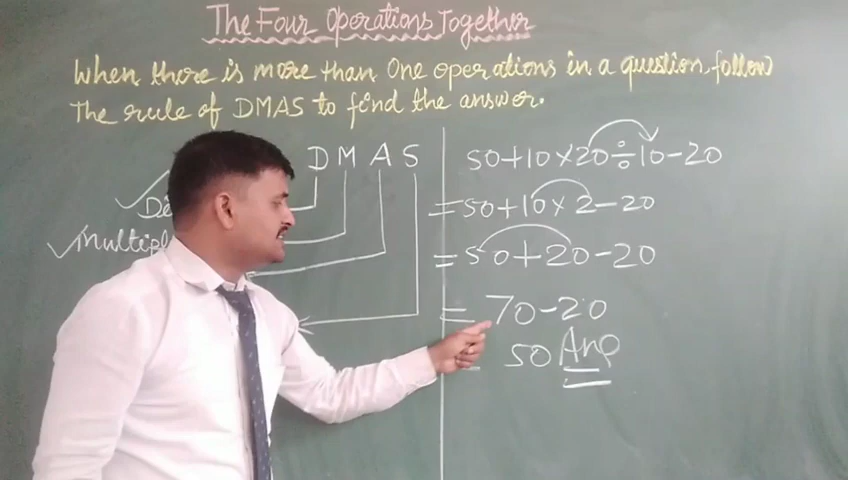 The Four Operations Together
When there is more than One operations in a question, follow
The rule of DMAS to find the answer.
D M A S
50+10×20÷10-20
=50+10×2-20
=50+20-20
=70-20
50 Ans